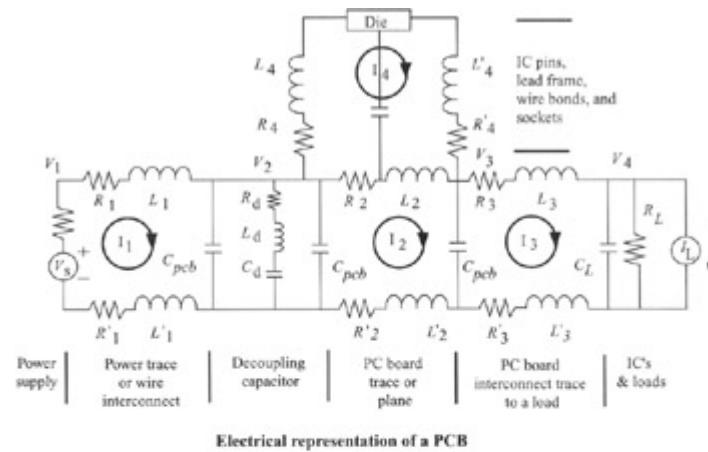 Die
L4
I4
L'4
IC pins,
lead frame,
wire bonds, and
sockets
R4
R'4
V1
V2
V3
V4
R1
L1
Rd
R2
L2
R3
L3
RL
Ld
I1
I2
I3
IL
+
Vs
−
Cpcb
Cd
Cpcb
Cpcb
CL
R'1
L'1
R'2
L'2
R'3
L'3
Power
supply
Power trace
or wire
interconnect
Decoupling
capacitor
PC board
trace or
plane
PC board
interconnect trace
to a load
IC's
& loads
Electrical representation of a PCB